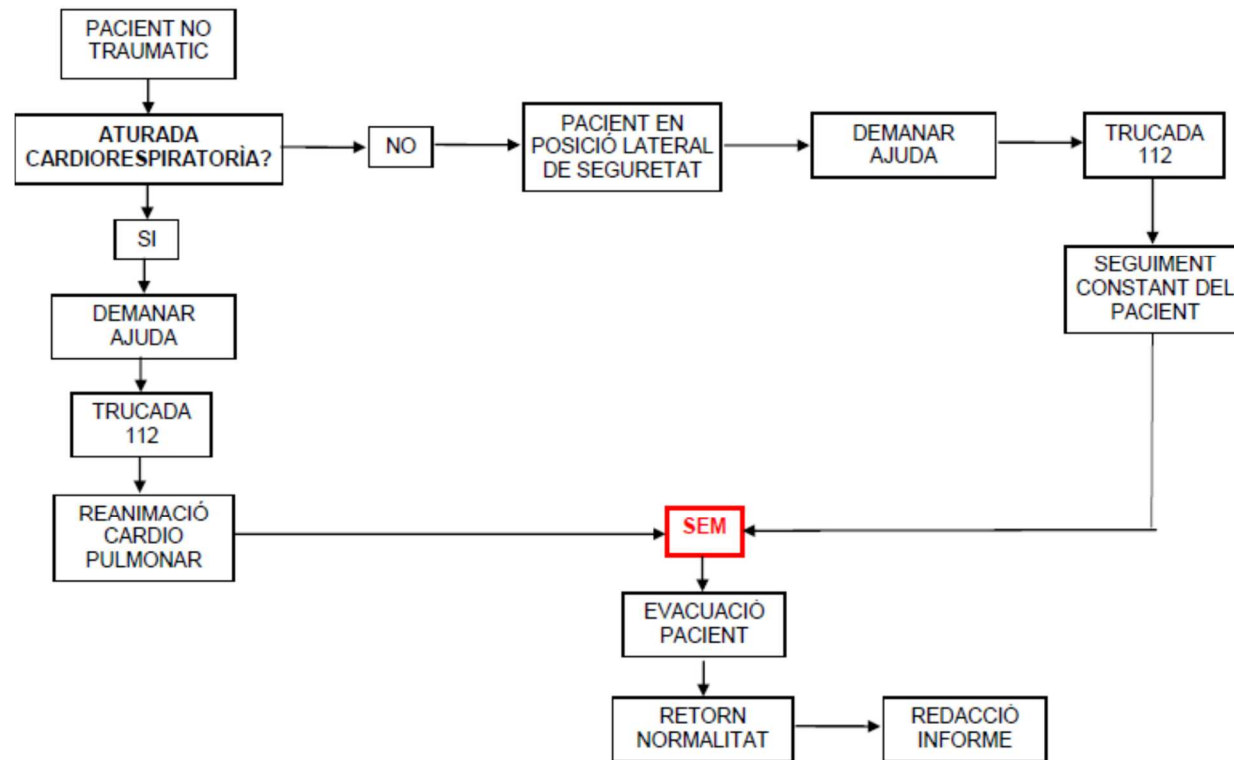 PACIENT NO
TRAUMATIC
ATURADA
CARDIORESPIRATORÌA?
NO
PACIENT EN
POSICIÓ LATERAL
DE SEGURETAT
DEMANAR
AJUDA
TRUCADA
112
SEGUIMENT
CONSTANT DEL
PACIENT
SI
DEMANAR
AJUDA
TRUCADA
112
REANIMACIÓ
CARDIO
PULMONAR
SEM
EVACUACIÓ
PACIENT
RETORN
NORMALITAT
REDACCIÓ
INFORME